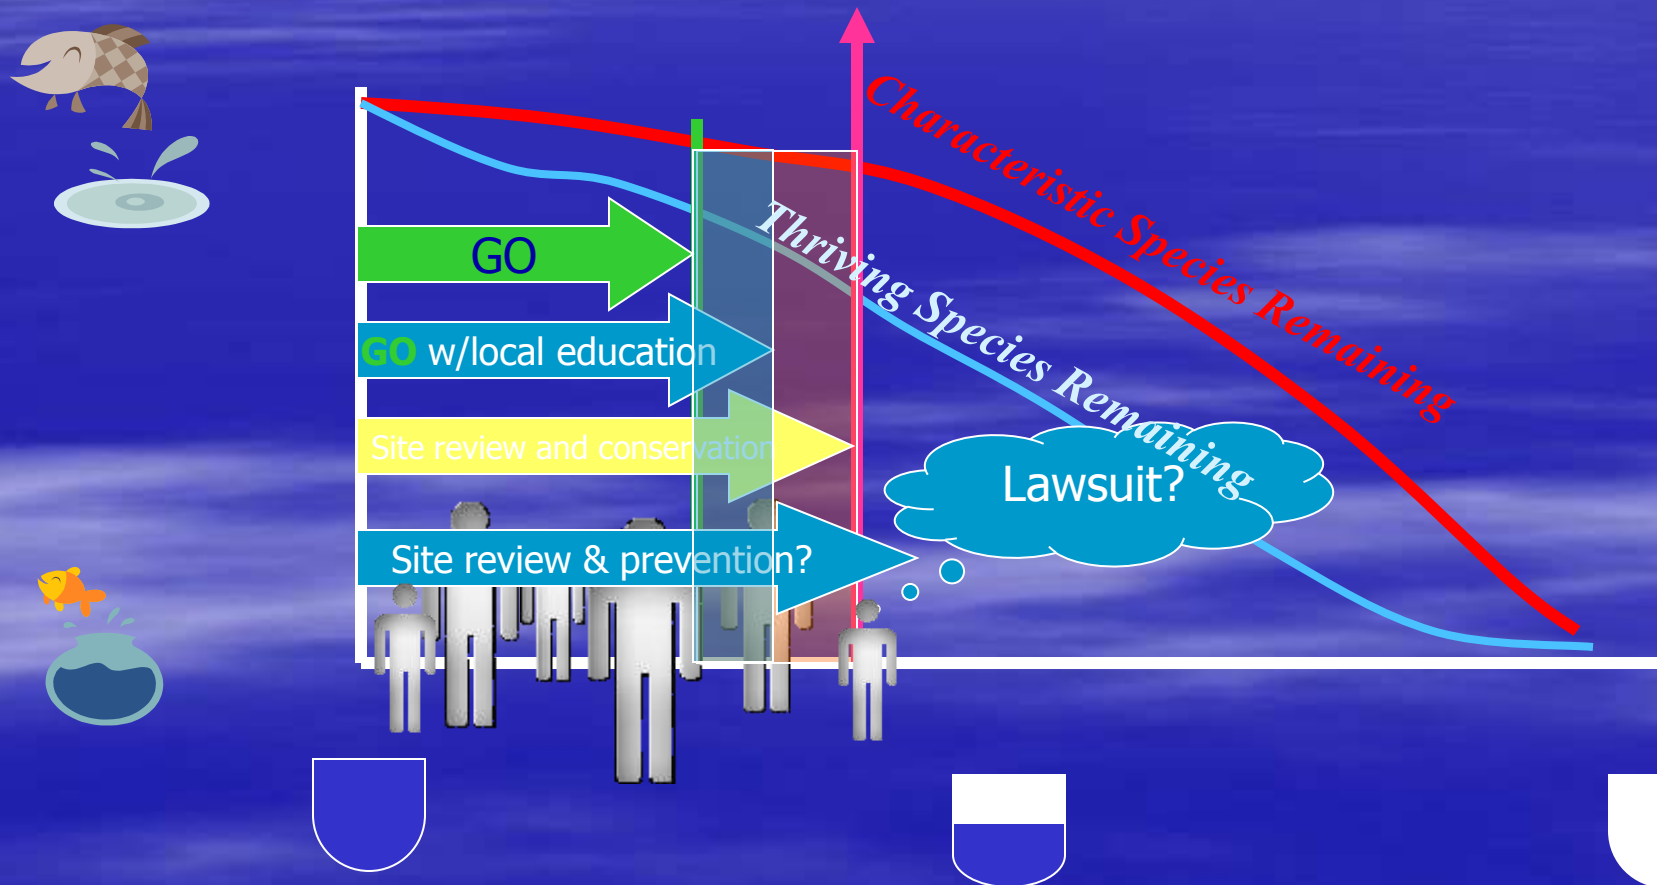 Characteristic Species Remaining
Thriving Species Remaining
GO
GO w/local education
Site review and conservation
Lawsuit?
Site review & prevention?